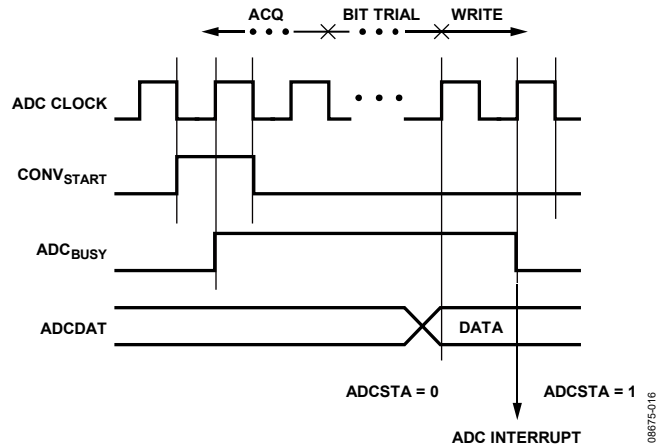 ACQ
BIT TRIAL
WRITE
ADC CLOCK
CONVSTART
ADCBUSY
ADCDAT
DATA
ADCSTA = 0
ADCSTA = 1
ADC INTERRUPT
08675-016